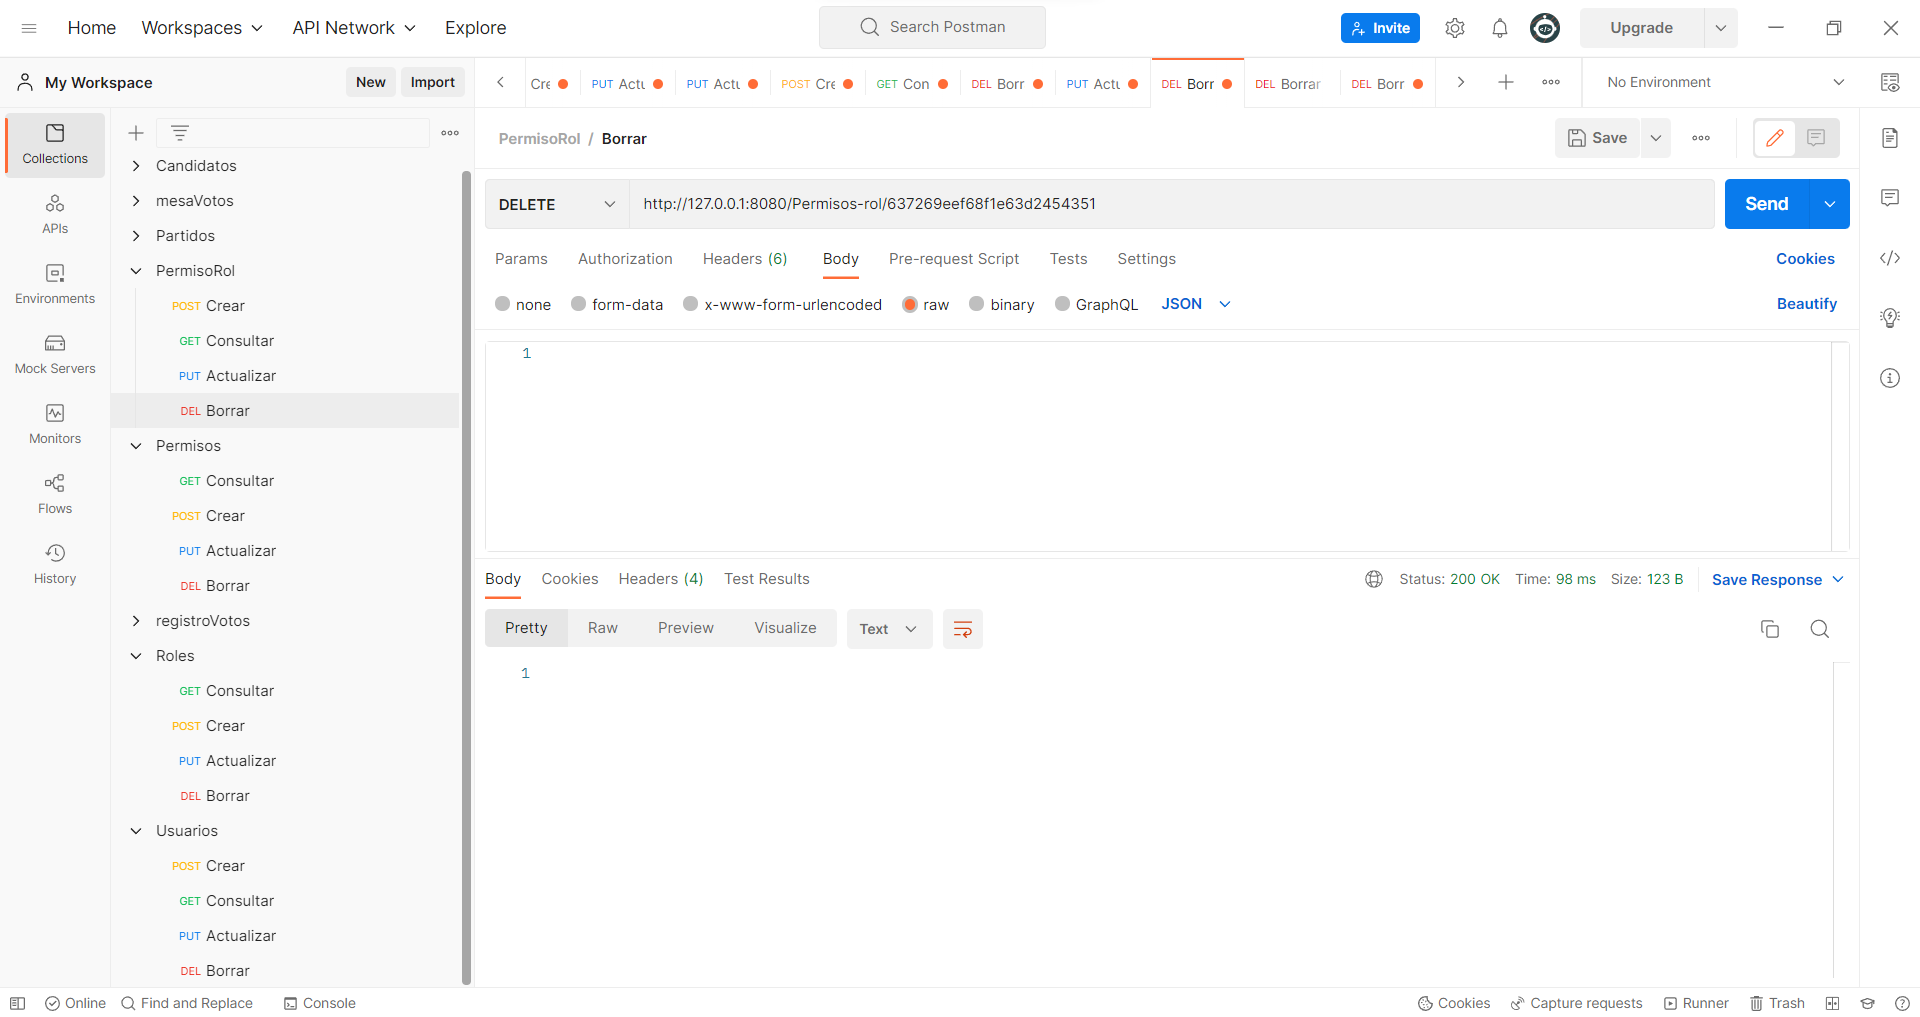 Home Workspaces API Network Explore Search Postman Invite Upgrade
My Workspace New Import Cre PUT Actu PUT Actu POST Cre GET Con DEL Borr PUT Actu DEL Borr DEL Borrar DEL Borr No Environment
Collections
APIs
Environments
Mock Servers
Monitors
Flows
History
Candidatos
mesaVotos
Partidos
PermisoRol
POST Crear
GET Consultar
PUT Actualizar
DEL Borrar
Permisos
GET Consultar
POST Crear
PUT Actualizar
DEL Borrar
registroVotos
Roles
GET Consultar
POST Crear
PUT Actualizar
DEL Borrar
Usuarios
POST Crear
GET Consultar
PUT Actualizar
DEL Borrar
PermisoRol / Borrar Save
DELETE http://127.0.0.1:8080/Permisos-rol/637269eef68f1e63d2454351 Send
Params Authorization Headers (6) Body Pre-request Script Tests Settings Cookies
none form-data x-www-form-urlencoded raw binary GraphQL JSON Beautify
1
Body Cookies Headers (4) Test Results Status: 200 OK Time: 98 ms Size: 123 B Save Response
Pretty Raw Preview Visualize Text
1
Online Find and Replace Console Cookies Capture requests Runner Trash